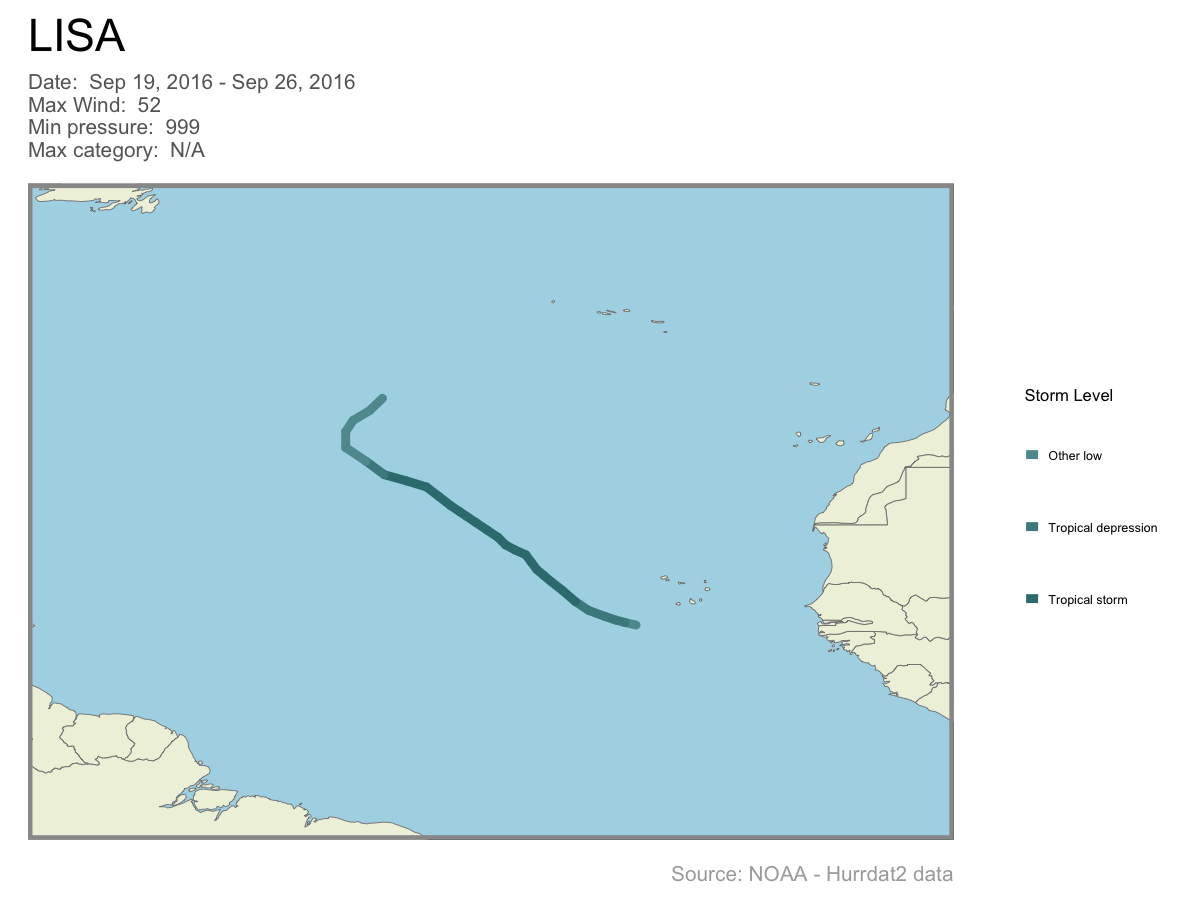 LISA
Date:  Sep 19, 2016 - Sep 26, 2016
Max Wind:  52
Min pressure:  999
Max category:  N/A
Storm Level
Other low
Tropical depression
Tropical storm
Source: NOAA - Hurrdat2 data